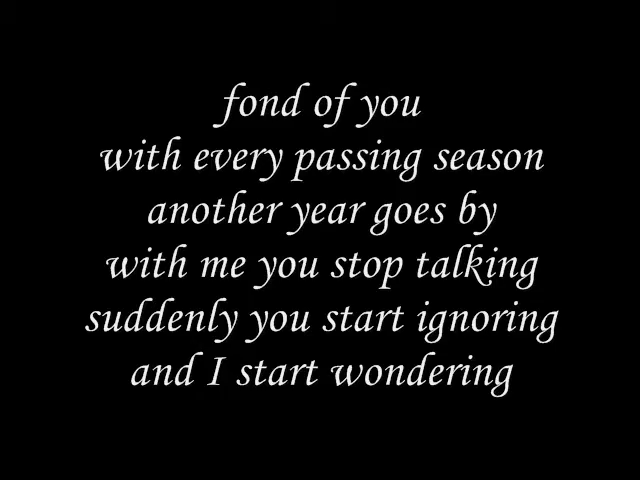 fond of you
with every passing season
another year goes by
with me you stop talking
suddenly you start ignoring
and I start wondering